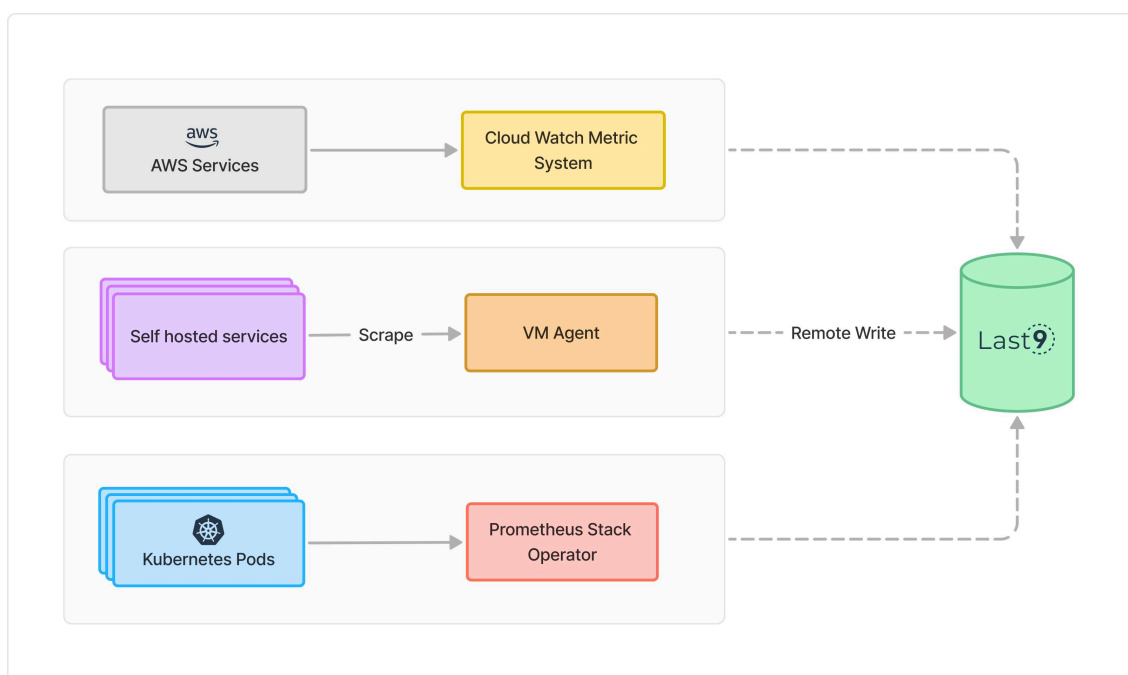 aws
AWS Services
Cloud Watch Metric
System
Self hosted services
Scrape
VM Agent
Remote Write
Last9
Kubernetes Pods
Prometheus Stack
Operator